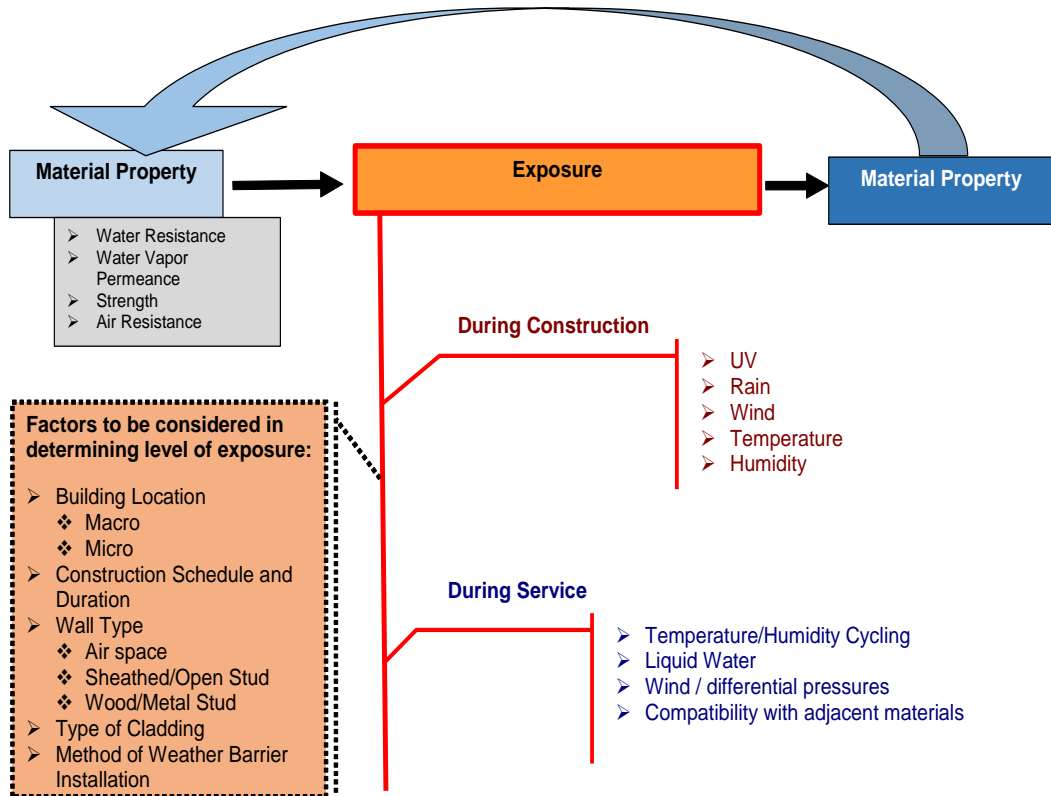 Material Property
Exposure
Material Property
➢ Water Resistance
➢ Water Vapor
Permeance
➢ Strength
➢ Air Resistance
During Construction
➢ UV
➢ Rain
➢ Wind
➢ Temperature
➢ Humidity
Factors to be considered in
determining level of exposure:
➢ Building Location
❖ Macro
❖ Micro
➢ Construction Schedule and
Duration
➢ Wall Type
❖ Air space
❖ Sheathed/Open Stud
❖ Wood/Metal Stud
➢ Type of Cladding
➢ Method of Weather Barrier
Installation
During Service
➢ Temperature/Humidity Cycling
➢ Liquid Water
➢ Wind / differential pressures
➢ Compatibility with adjacent materials